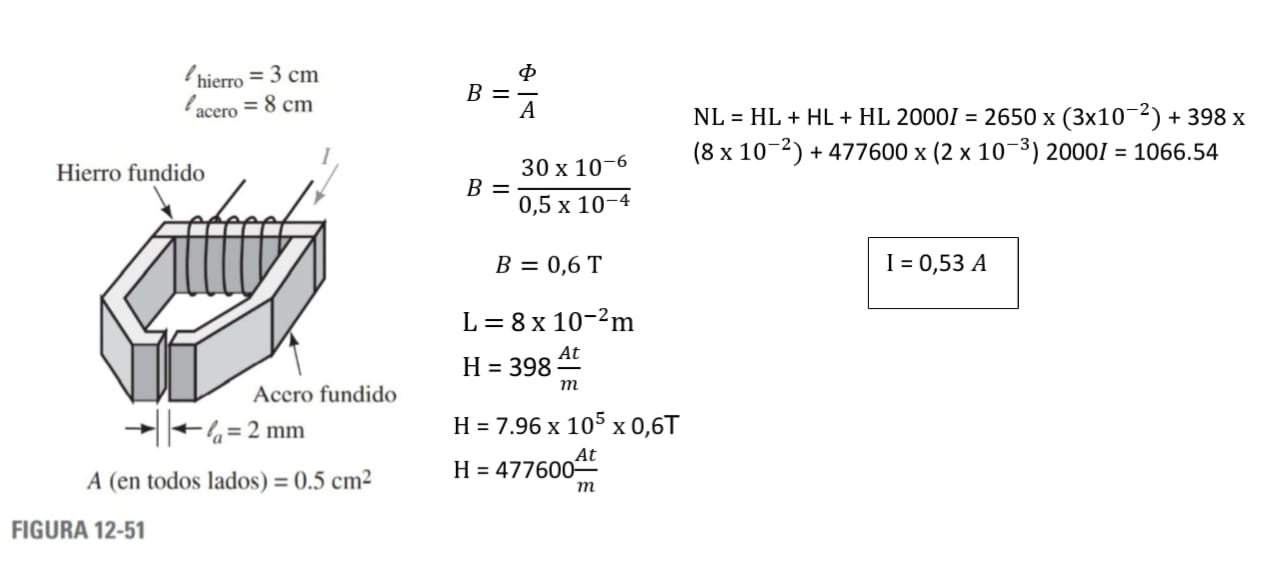 ℓhierro = 3 cm
ℓacero = 8 cm
I
Hierro fundido
Acero fundido
ℓa = 2 mm
A (en todos lados) = 0.5 cm²
FIGURA 12-51
B = Φ/A
B = 30 x 10⁻⁶ / 0,5 x 10⁻⁴
B = 0,6 T
L = 8 x 10⁻²m
H = 398 At/m
H = 7.96 x 10⁵ x 0,6T
H = 477600 At/m
NL = HL + HL + HL 2000I = 2650 x (3x10⁻²) + 398 x
(8 x 10⁻²) + 477600 x (2 x 10⁻³) 2000I = 1066.54
I = 0,53 A